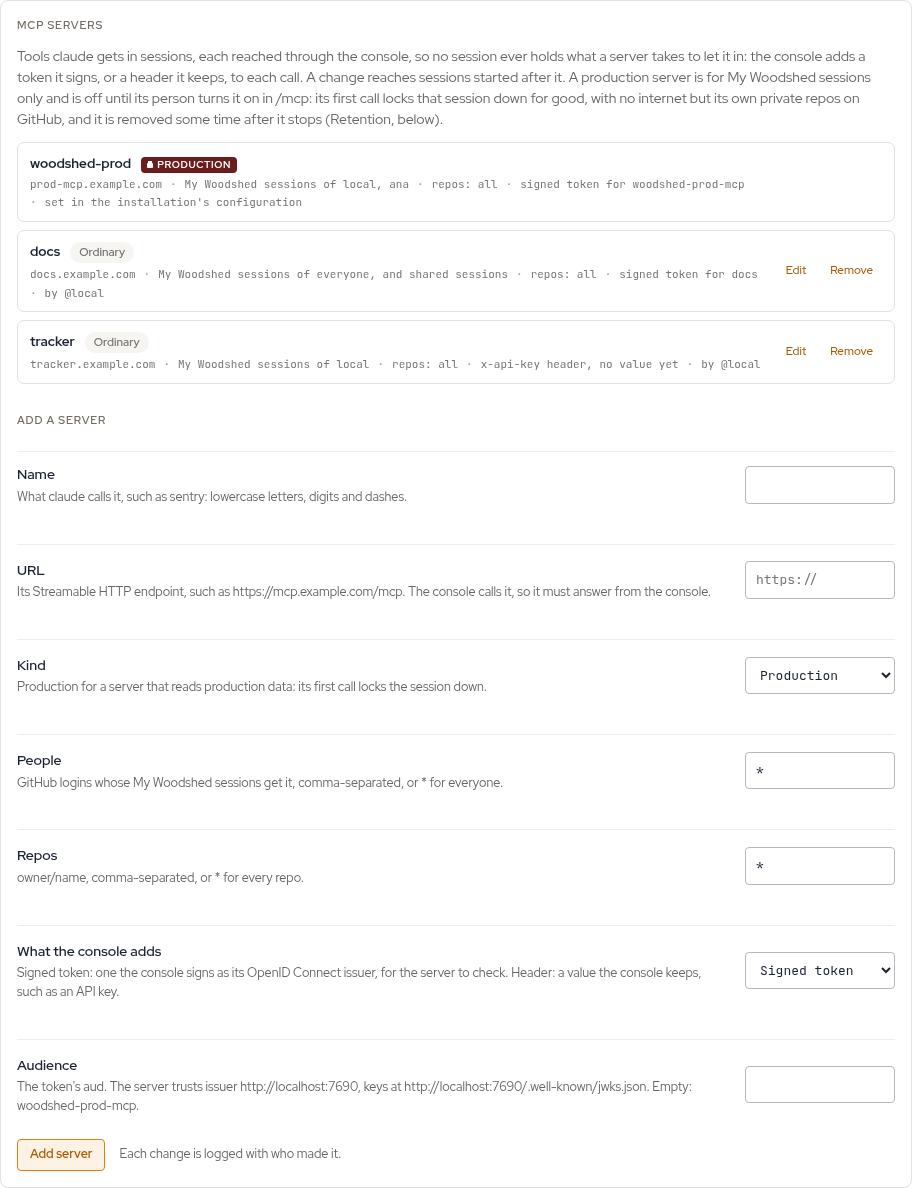 MCP SERVERS
Tools claude gets in sessions, each reached through the console, so no session ever holds what a server takes to let it in: the console adds a
token it signs, or a header it keeps, to each call. A change reaches sessions started after it. A production server is for My Woodshed sessions
only and is off until its person turns it on in /mcp: its first call locks that session down for good, with no internet but its own private repos on
GitHub, and it is removed some time after it stops (Retention, below).
woodshed-prod PRODUCTION
prod-mcp.example.com · My Woodshed sessions of local, ana · repos: all · signed token for woodshed-prod-mcp
· set in the installation's configuration
docs Ordinary
docs.example.com · My Woodshed sessions of everyone, and shared sessions · repos: all · signed token for docs
· by @local
Edit Remove
tracker Ordinary
tracker.example.com · My Woodshed sessions of local · repos: all · x-api-key header, no value yet · by @local
Edit Remove
ADD A SERVER
Name
What claude calls it, such as sentry: lowercase letters, digits and dashes.
URL
Its Streamable HTTP endpoint, such as https://mcp.example.com/mcp. The console calls it, so it must answer from the console.
https://
Kind
Production for a server that reads production data: its first call locks the session down.
Production
People
GitHub logins whose My Woodshed sessions get it, comma-separated, or * for everyone.
*
Repos
owner/name, comma-separated, or * for every repo.
*
What the console adds
Signed token: one the console signs as its OpenID Connect issuer, for the server to check. Header: a value the console keeps,
such as an API key.
Signed token
Audience
The token's aud. The server trusts issuer http://localhost:7690, keys at http://localhost:7690/.well-known/jwks.json. Empty:
woodshed-prod-mcp.
Add server Each change is logged with who made it.